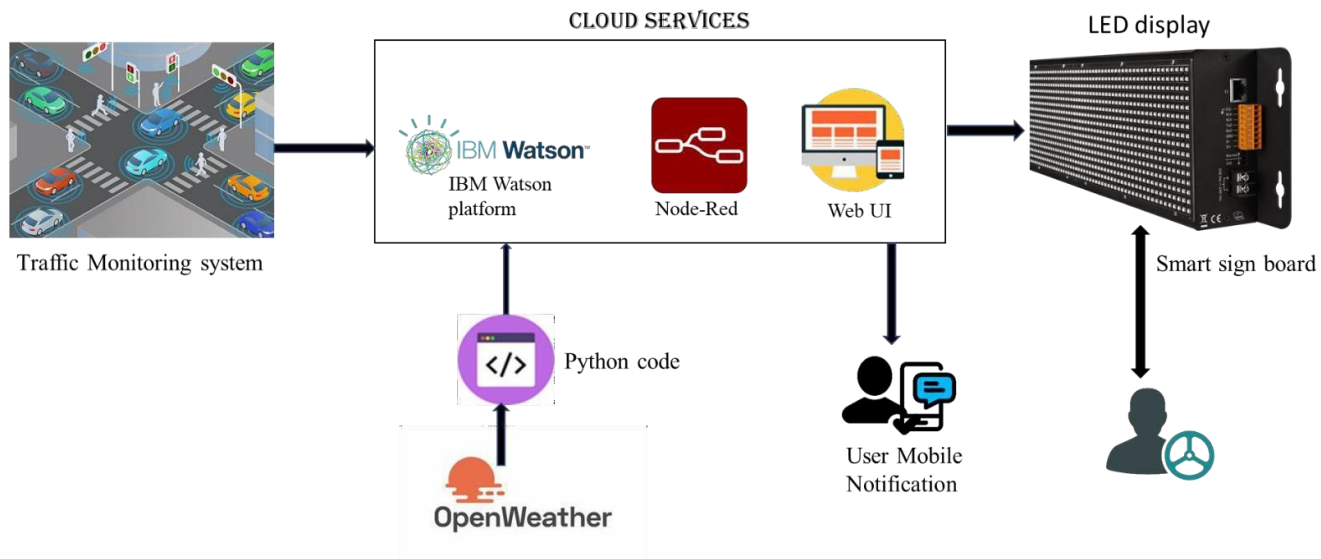 CLOUD SERVICES
LED display
IBM Watson™
IBM Watson
platform
Node-Red
Web UI
Traffic Monitoring system
Smart sign board
</>
Python code
OpenWeather
User Mobile
Notification